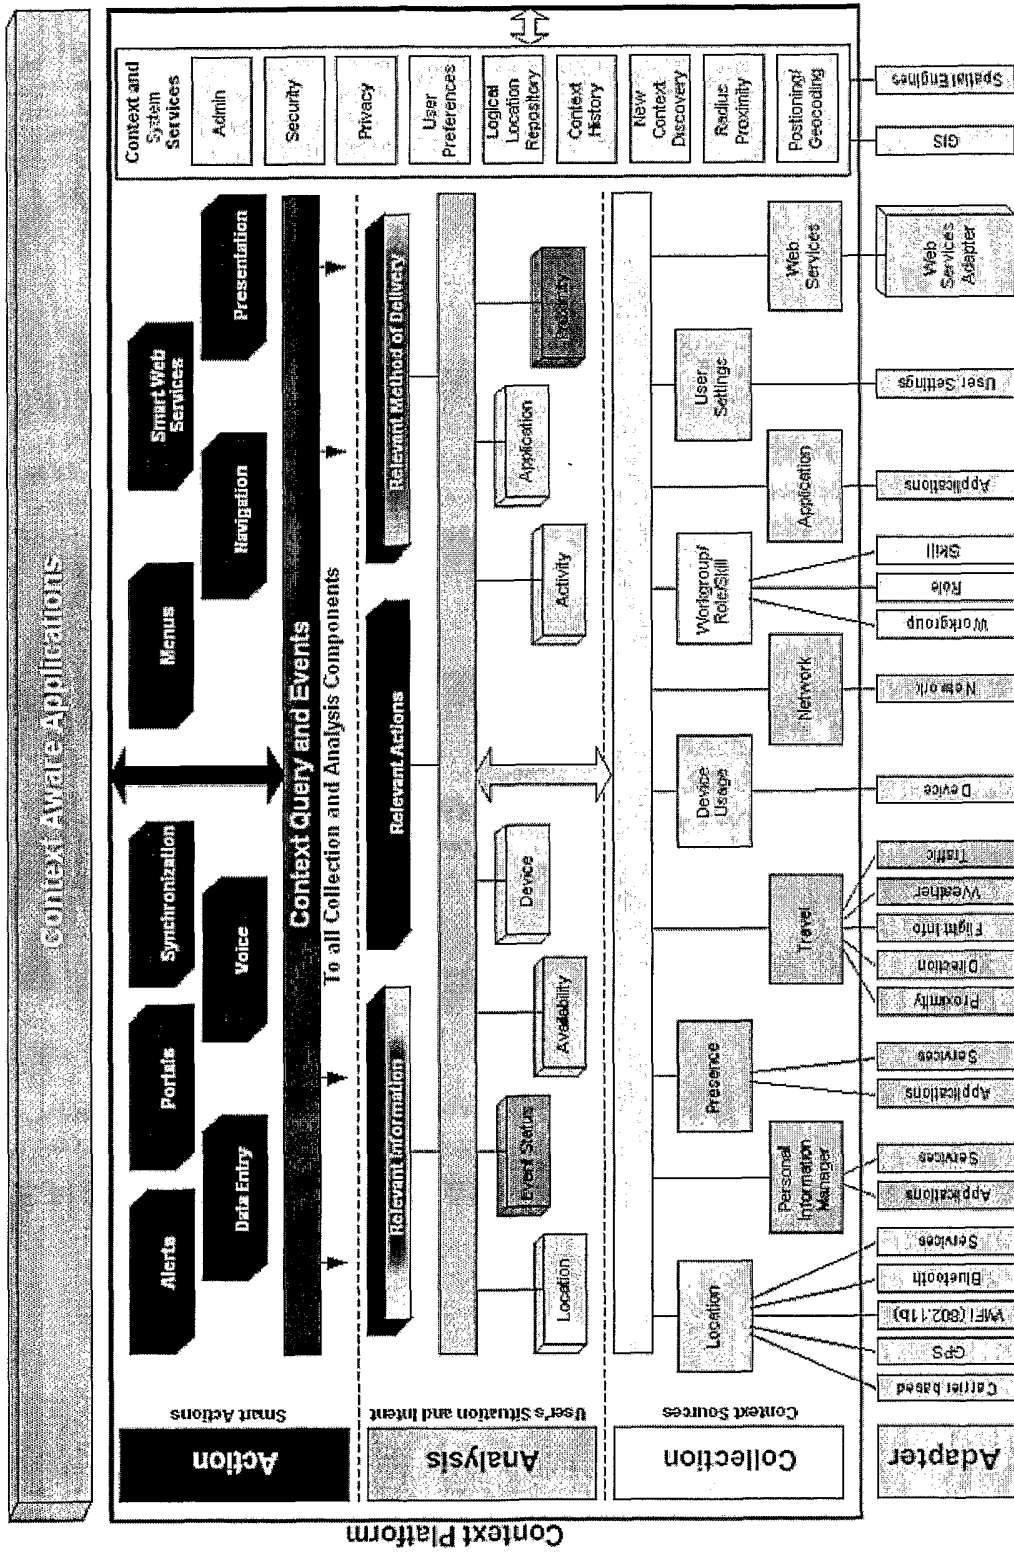 Context Aware Applications
Context Platform
Action
Smart Actions
Alerts
Portals
Synchronization
Menus
Smart Web
Services
Data Entry
Voice
Navigation
Presentation
Context Query and Events
To all Collection and Analysis Components
Analysis
User's Situation and Intent
Relevant Information
Relevant Actions
Relevant Method of Delivery
Location
Event Status
Availability
Device
Activity
Application
Proximity
Collection
Context Sources
Location
Personal
Information
Manager
Presence
Travel
Device
Usage
Network
Workgroup/
Role/Skill
Application
User
Settings
Web
Services
Adapter
Carrier based
GPS
WIFI (802.11b)
Bluetooth
Services
Applications
Services
Applications
Services
Proximity
Direction
Flight Info
Weather
Traffic
Device
Network
Workgroup
Role
Skill
Applications
User Settings
Web
Services
Adapter
GIS
Spatial Engines
Context and
System
Services
Admin
Security
Privacy
User
Preferences
Logical
Location
Repository
Context
History
New
Context
Discovery
Radius
Proximity
Postioning/
Geocoding